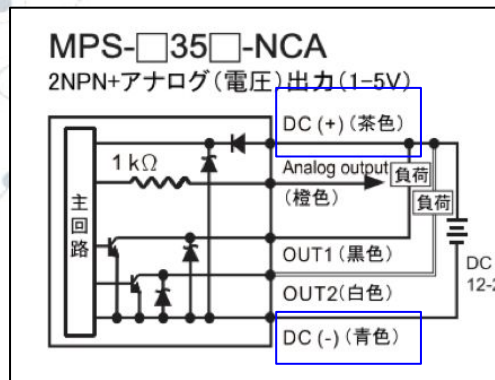 MPS-□35□-NCA
2NPN+アナログ(電圧)出力(1-5V)
DC (+) (茶色)
1kΩ
Analog output
(橙色)
負荷
負荷
主回路
OUT1 (黒色)
OUT2(白色)
DC
12-2
DC (-) (青色)